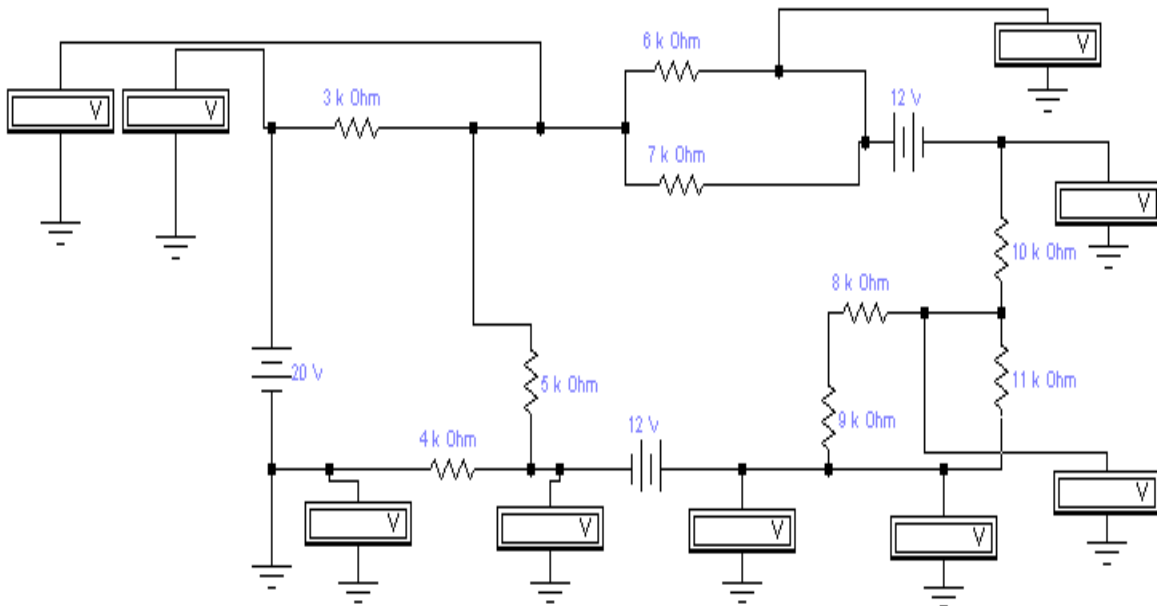 V
6 k Ohm
V
V
3 k Ohm
12 V
7 k Ohm
V
10 k Ohm
8 k Ohm
20 V
5 k Ohm
11 k Ohm
12 V
9 k Ohm
4 k Ohm
V
V
V
V
V